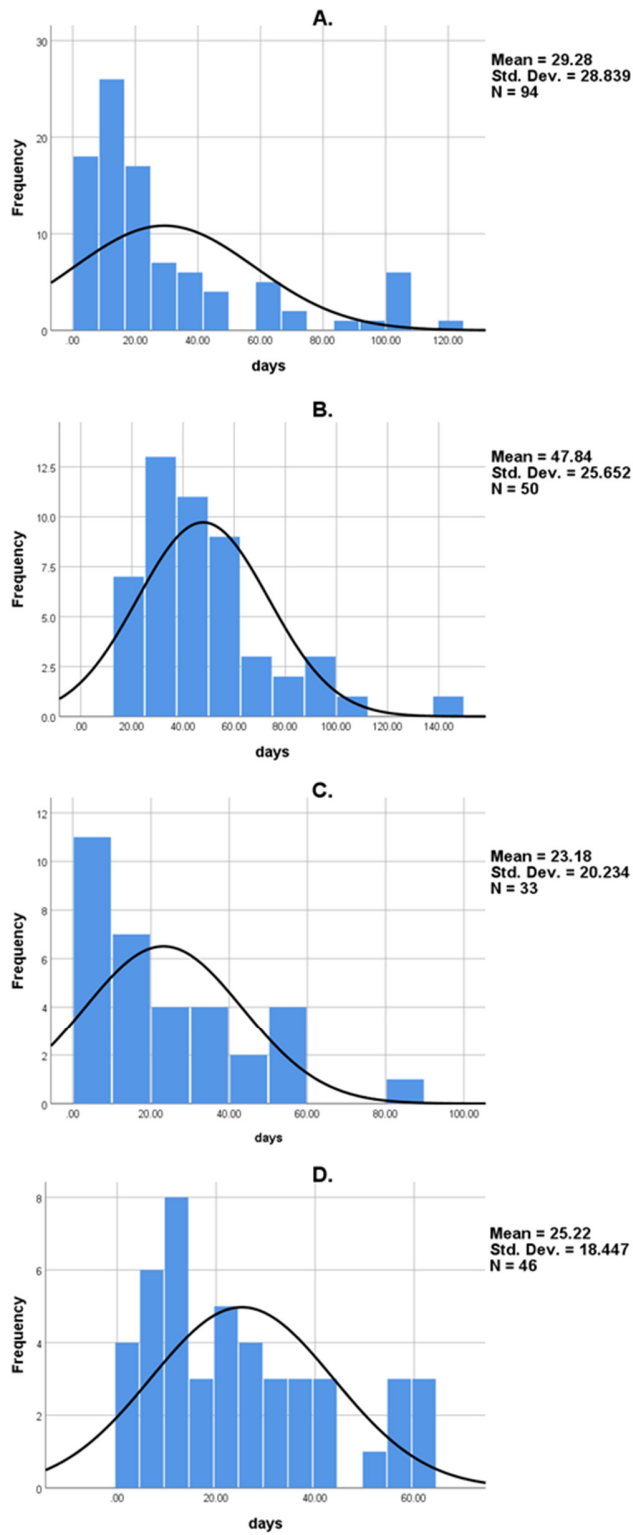 A.
Mean = 29.28
Std. Dev. = 28.839
N = 94
30
20
10
0
Frequency
.00 20.00 40.00 60.00 80.00 100.00 120.00
days
B.
Mean = 47.84
Std. Dev. = 25.652
N = 50
12.5
10.0
7.5
5.0
2.5
0.0
Frequency
.00 20.00 40.00 60.00 80.00 100.00 120.00 140.00
days
C.
Mean = 23.18
Std. Dev. = 20.234
N = 33
12
10
8
6
4
2
0
Frequency
.00 20.00 40.00 60.00 80.00 100.00
days
D.
Mean = 25.22
Std. Dev. = 18.447
N = 46
8
6
4
2
0
Frequency
.00 20.00 40.00 60.00
days